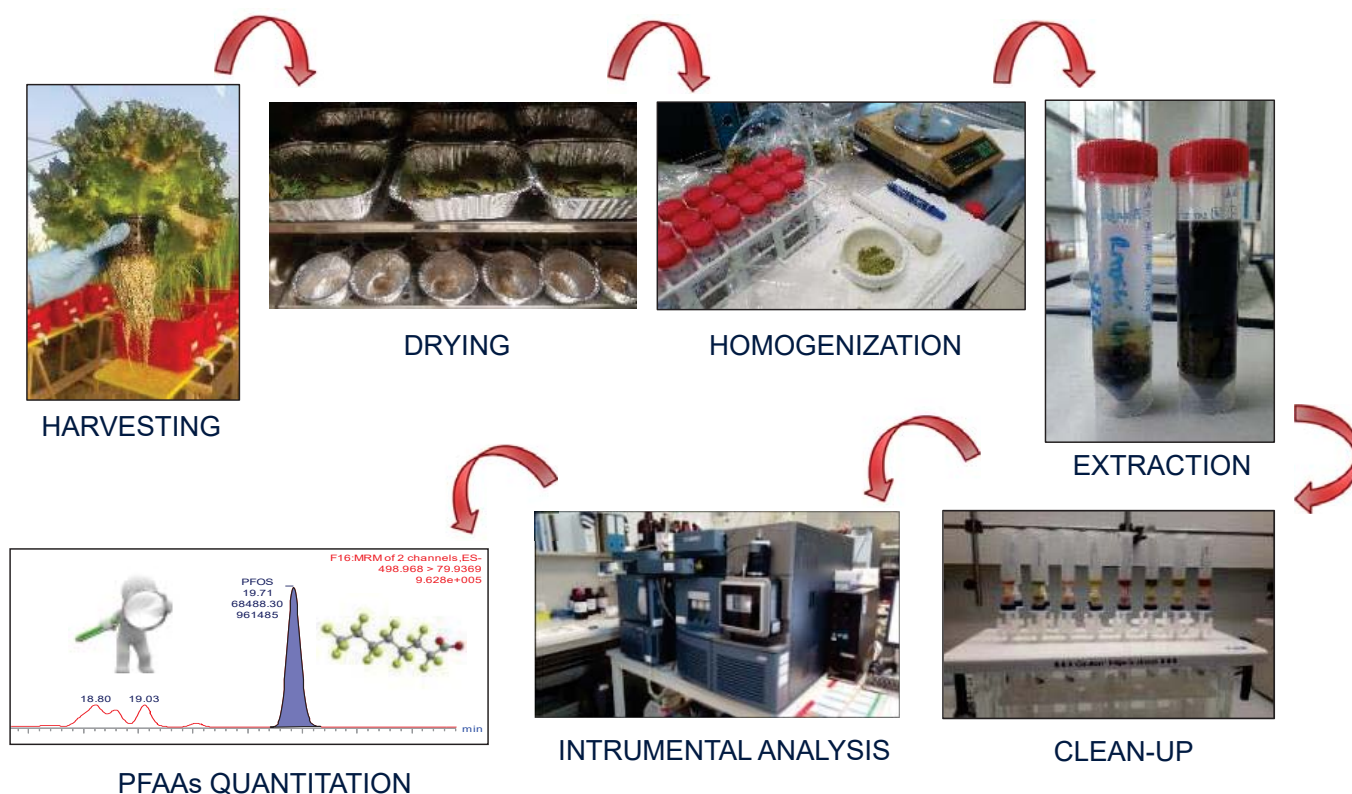 HARVESTING
DRYING
HOMOGENIZATION
EXTRACTION
CLEAN-UP
INTRUMENTAL ANALYSIS
F16:MRM of 2 channels,ES-
498.968 > 79.9369
9.628e+005
PFOS
19.71
68488.30
961485
18.80
19.03
min
PFAAs QUANTITATION